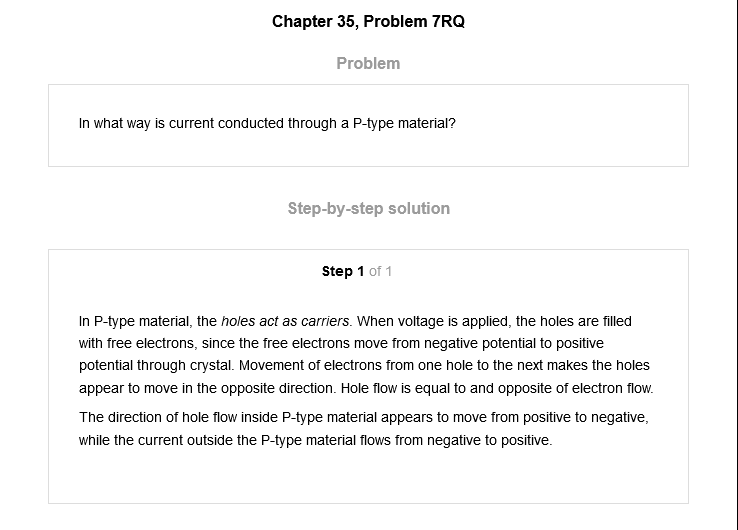 Chapter 35, Problem 7RQ
Problem
In what way is current conducted through a P-type material?
Step-by-step solution
Step 1 of 1
In P-type material, the holes act as carriers. When voltage is applied, the holes are filled
with free electrons, since the free electrons move from negative potential to positive
potential through crystal. Movement of electrons from one hole to the next makes the holes
appear to move in the opposite direction. Hole flow is equal to and opposite of electron flow.
The direction of hole flow inside P-type material appears to move from positive to negative,
while the current outside the P-type material flows from negative to positive.